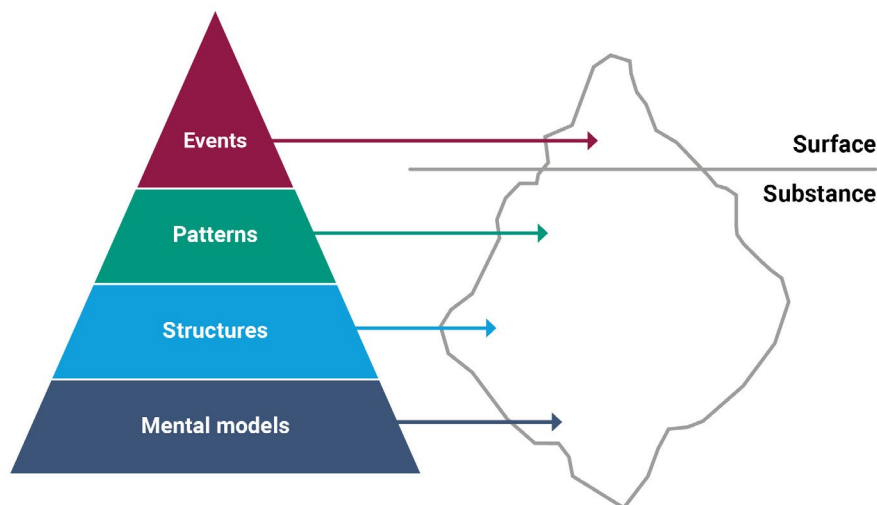 Events
Surface
Substance
Patterns
Structures
Mental models